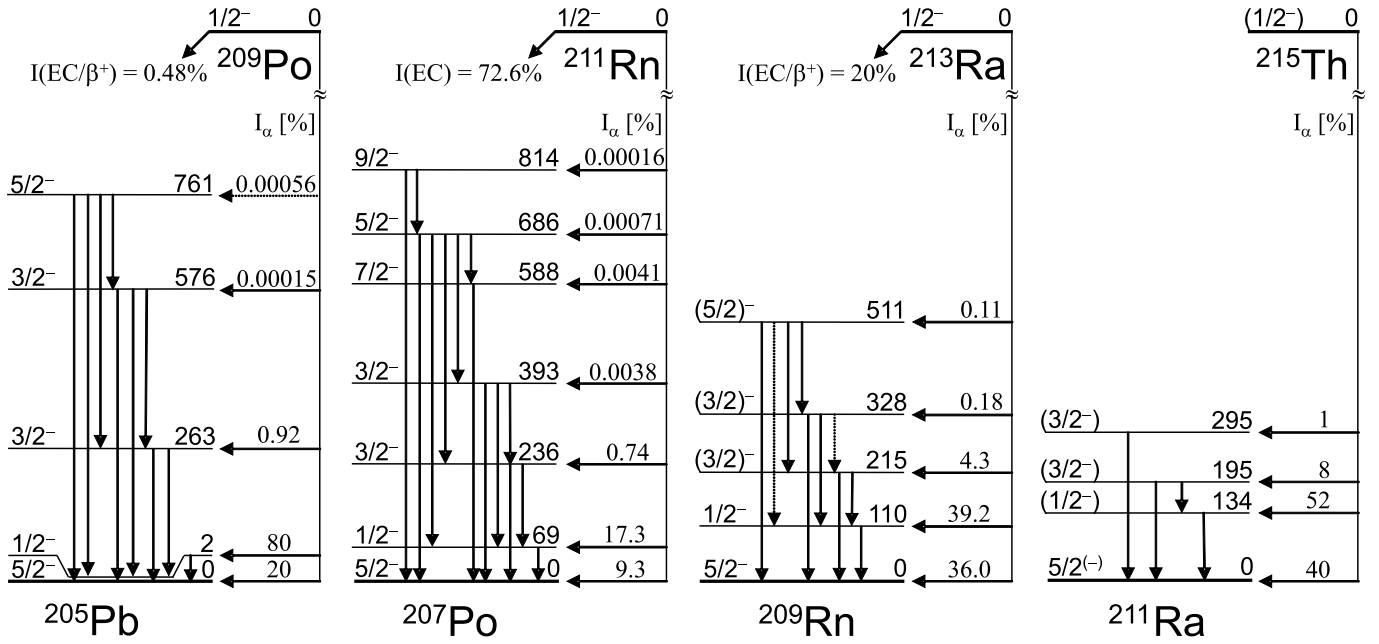 1/2⁻ 0
²⁰⁹Po
I(EC/β⁺) = 0.48%
Iα [%]
5/2⁻ 761 0.00056
3/2⁻ 576 0.00015
3/2⁻ 263 0.92
1/2⁻ 2 80
5/2⁻ 0 20
²⁰⁵Pb
1/2⁻ 0
²¹¹Rn
I(EC) = 72.6%
Iα [%]
9/2⁻ 814 0.00016
5/2⁻ 686 0.00071
7/2⁻ 588 0.0041
3/2⁻ 393 0.0038
3/2⁻ 236 0.74
1/2⁻ 69 17.3
5/2⁻ 0 9.3
²⁰⁷Po
1/2⁻ 0
²¹³Ra
I(EC/β⁺) = 20%
Iα [%]
(5/2)⁻ 511 0.11
(3/2)⁻ 328 0.18
(3/2)⁻ 215 4.3
1/2⁻ 110 39.2
5/2⁻ 0 36.0
²⁰⁹Rn
(1/2⁻) 0
²¹⁵Th
Iα [%]
(3/2⁻) 295 1
(3/2⁻) 195 8
(1/2⁻) 134 52
5/2⁽⁻⁾ 0 40
²¹¹Ra